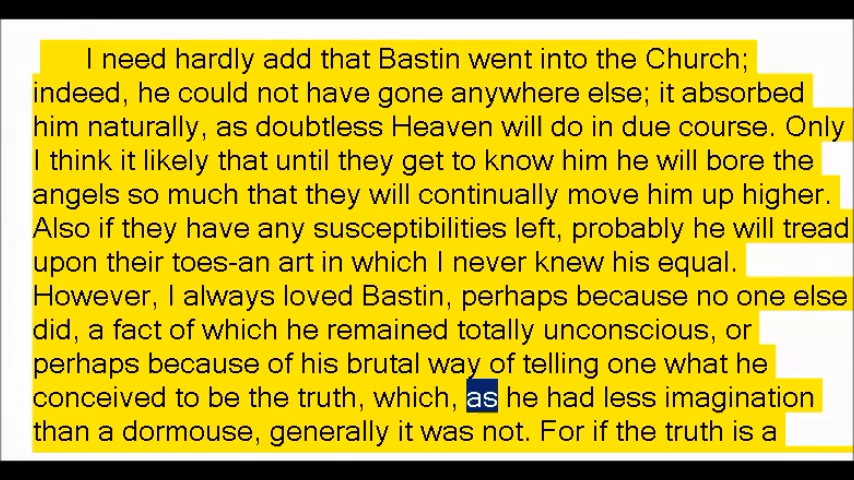 I need hardly add that Bastin went into the Church;
indeed, he could not have gone anywhere else; it absorbed
him naturally, as doubtless Heaven will do in due course. Only
I think it likely that until they get to know him he will bore the
angels so much that they will continually move him up higher.
Also if they have any susceptibilities left, probably he will tread
upon their toes-an art in which I never knew his equal.
However, I always loved Bastin, perhaps because no one else
did, a fact of which he remained totally unconscious, or
perhaps because of his brutal way of telling one what he
conceived to be the truth, which, as he had less imagination
than a dormouse, generally it was not. For if the truth is a